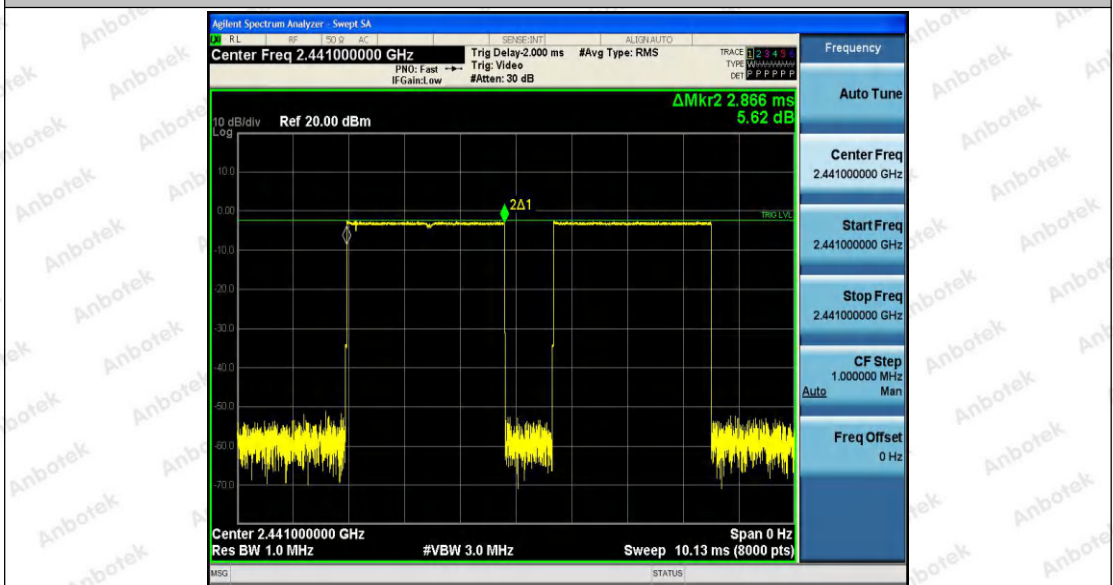 Agilent Spectrum Analyzer - Swept SA
RL RF 50 Ω AC SENSE:INT ALIGNAUTO
Center Freq 2.441000000 GHz
PNO: Fast
IFGain:Low
Trig Delay-2.000 ms
Trig: Video
#Atten: 30 dB
#Avg Type: RMS
TRACE 1 2 3 4 5 6
TYPE
DET P P P P P P
ΔMkr2 2.866 ms
5.62 dB
10 dB/div Ref 20.00 dBm
Log
10.0
0.00
-10.0
-20.0
-30.0
-40.0
-50.0
-60.0
-70.0
2Δ1
TRIG LVL
Center 2.441000000 GHz Span 0 Hz
Res BW 1.0 MHz #VBW 3.0 MHz Sweep 10.13 ms (8000 pts)
MSG STATUS
Frequency
Auto Tune
Center Freq
2.441000000 GHz
Start Freq
2.441000000 GHz
Stop Freq
2.441000000 GHz
CF Step
1.000000 MHz
Auto Man
Freq Offset
0 Hz
Anbotek